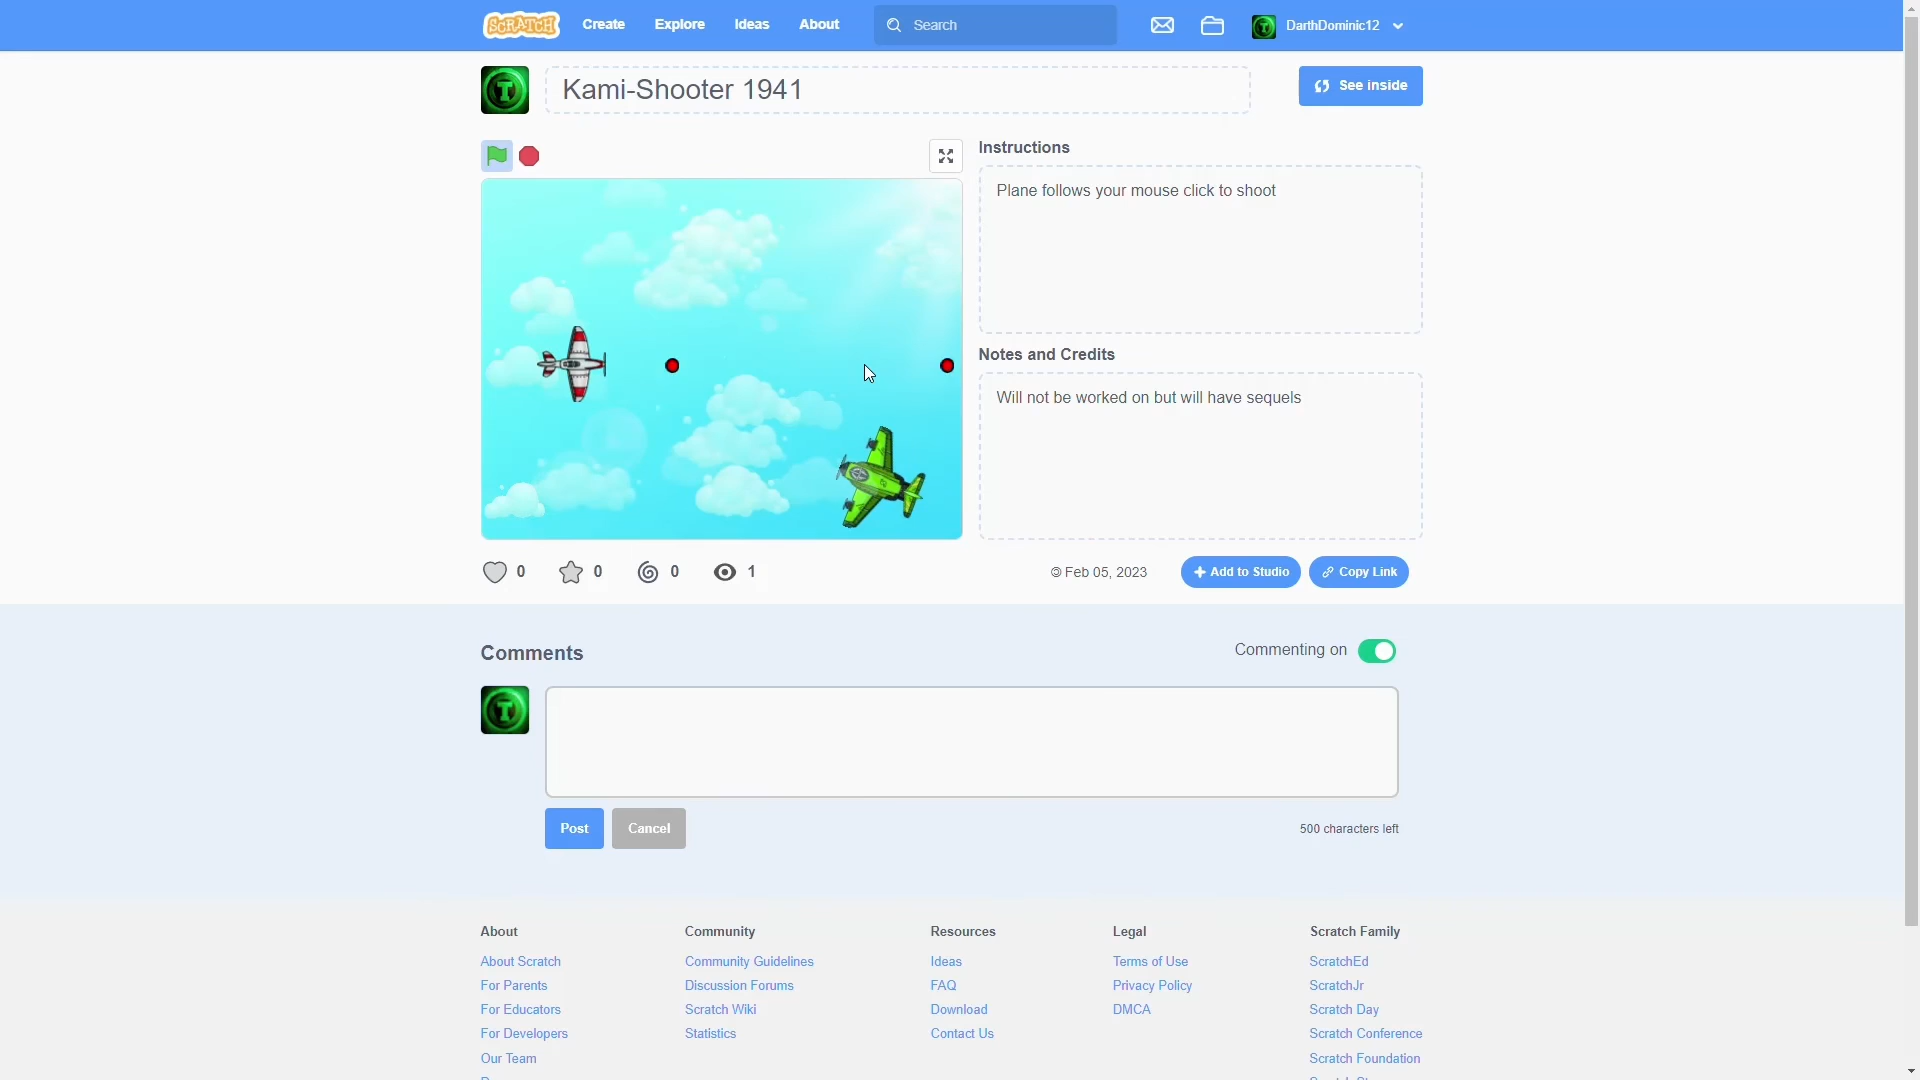 SCRATCH Create Explore Ideas About Search DarthDominic12
Kami-Shooter 1941
See inside
Instructions
Plane follows your mouse click to shoot
Notes and Credits
Will not be worked on but will have sequels
0 0 0 1
© Feb 05, 2023
Add to Studio
Copy Link
Comments
Commenting on
Post
Cancel
500 characters left
About
About Scratch
For Parents
For Educators
For Developers
Our Team
Community
Community Guidelines
Discussion Forums
Scratch Wiki
Statistics
Resources
Ideas
FAQ
Download
Contact Us
Legal
Terms of Use
Privacy Policy
DMCA
Scratch Family
ScratchEd
ScratchJr
Scratch Day
Scratch Conference
Scratch Foundation